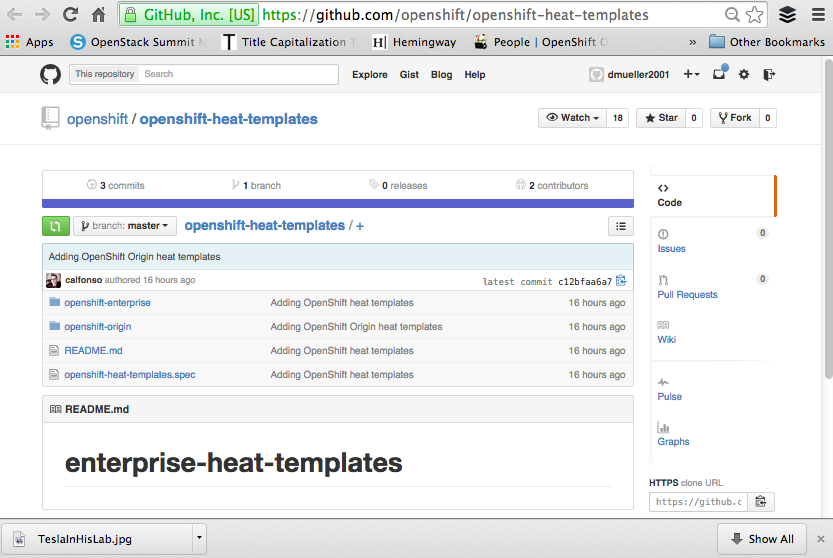 GitHub, Inc. [US] https://github.com/openshift/openshift-heat-templates
Apps OpenStack Summit Title Capitalization Hemingway People | OpenShift » Other Bookmarks
This repository Search Explore Gist Blog Help dmueller2001
openshift / openshift-heat-templates Watch 18 Star 0 Fork 0
3 commits 1 branch 0 releases 2 contributors
branch: master openshift-heat-templates / +
Adding OpenShift Origin heat templates
calfonso authored 16 hours ago latest commit c12bfaa6a7
openshift-enterprise Adding OpenShift heat templates 16 hours ago
openshift-origin Adding OpenShift Origin heat templates 16 hours ago
README.md Adding OpenShift heat templates 16 hours ago
openshift-heat-templates.spec Adding OpenShift heat templates 16 hours ago
README.md
enterprise-heat-templates
Code
Issues 0
Pull Requests 0
Wiki
Pulse
Graphs
HTTPS clone URL
https://github.c
TeslaInHisLab.jpg Show All